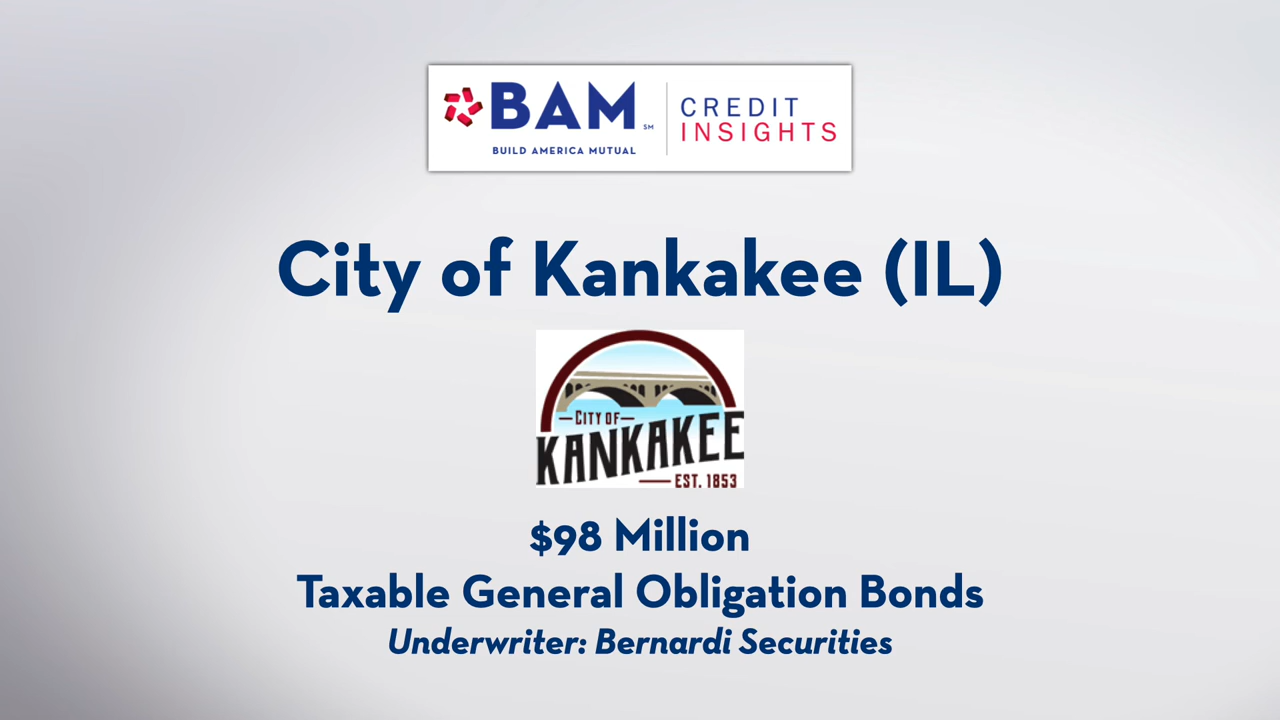 BAM SM
BUILD AMERICA MUTUAL
CREDIT
INSIGHTS
City of Kankakee (IL)
CITY OF
KANKAKEE
EST. 1853
$98 Million
Taxable General Obligation Bonds
Underwriter: Bernardi Securities